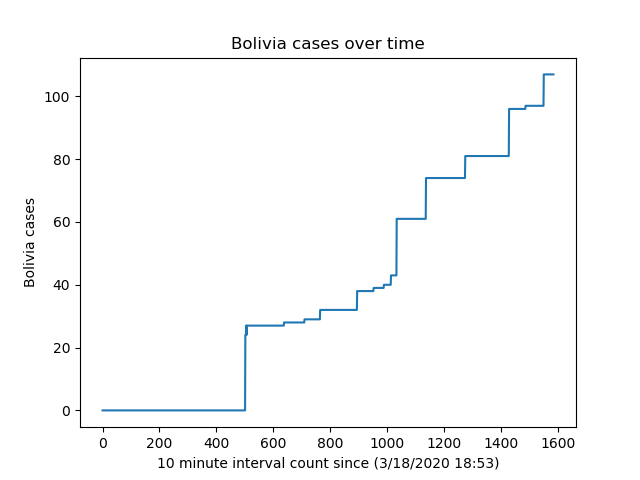 Bolivia cases over time
100
80
60
40
20
0
Bolivia cases
0 200 400 600 800 1000 1200 1400 1600
10 minute interval count since (3/18/2020 18:53)